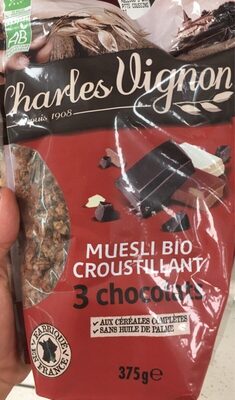 AB
Charles Vignon
depuis 1908
MUESLI BIO
CROUSTILLANT
3 chocolats
✓ AUX CÉRÉALES COMPLÈTES
✓ SANS HUILE DE PALME
FABRIQUÉ
EN FRANCE
375g e